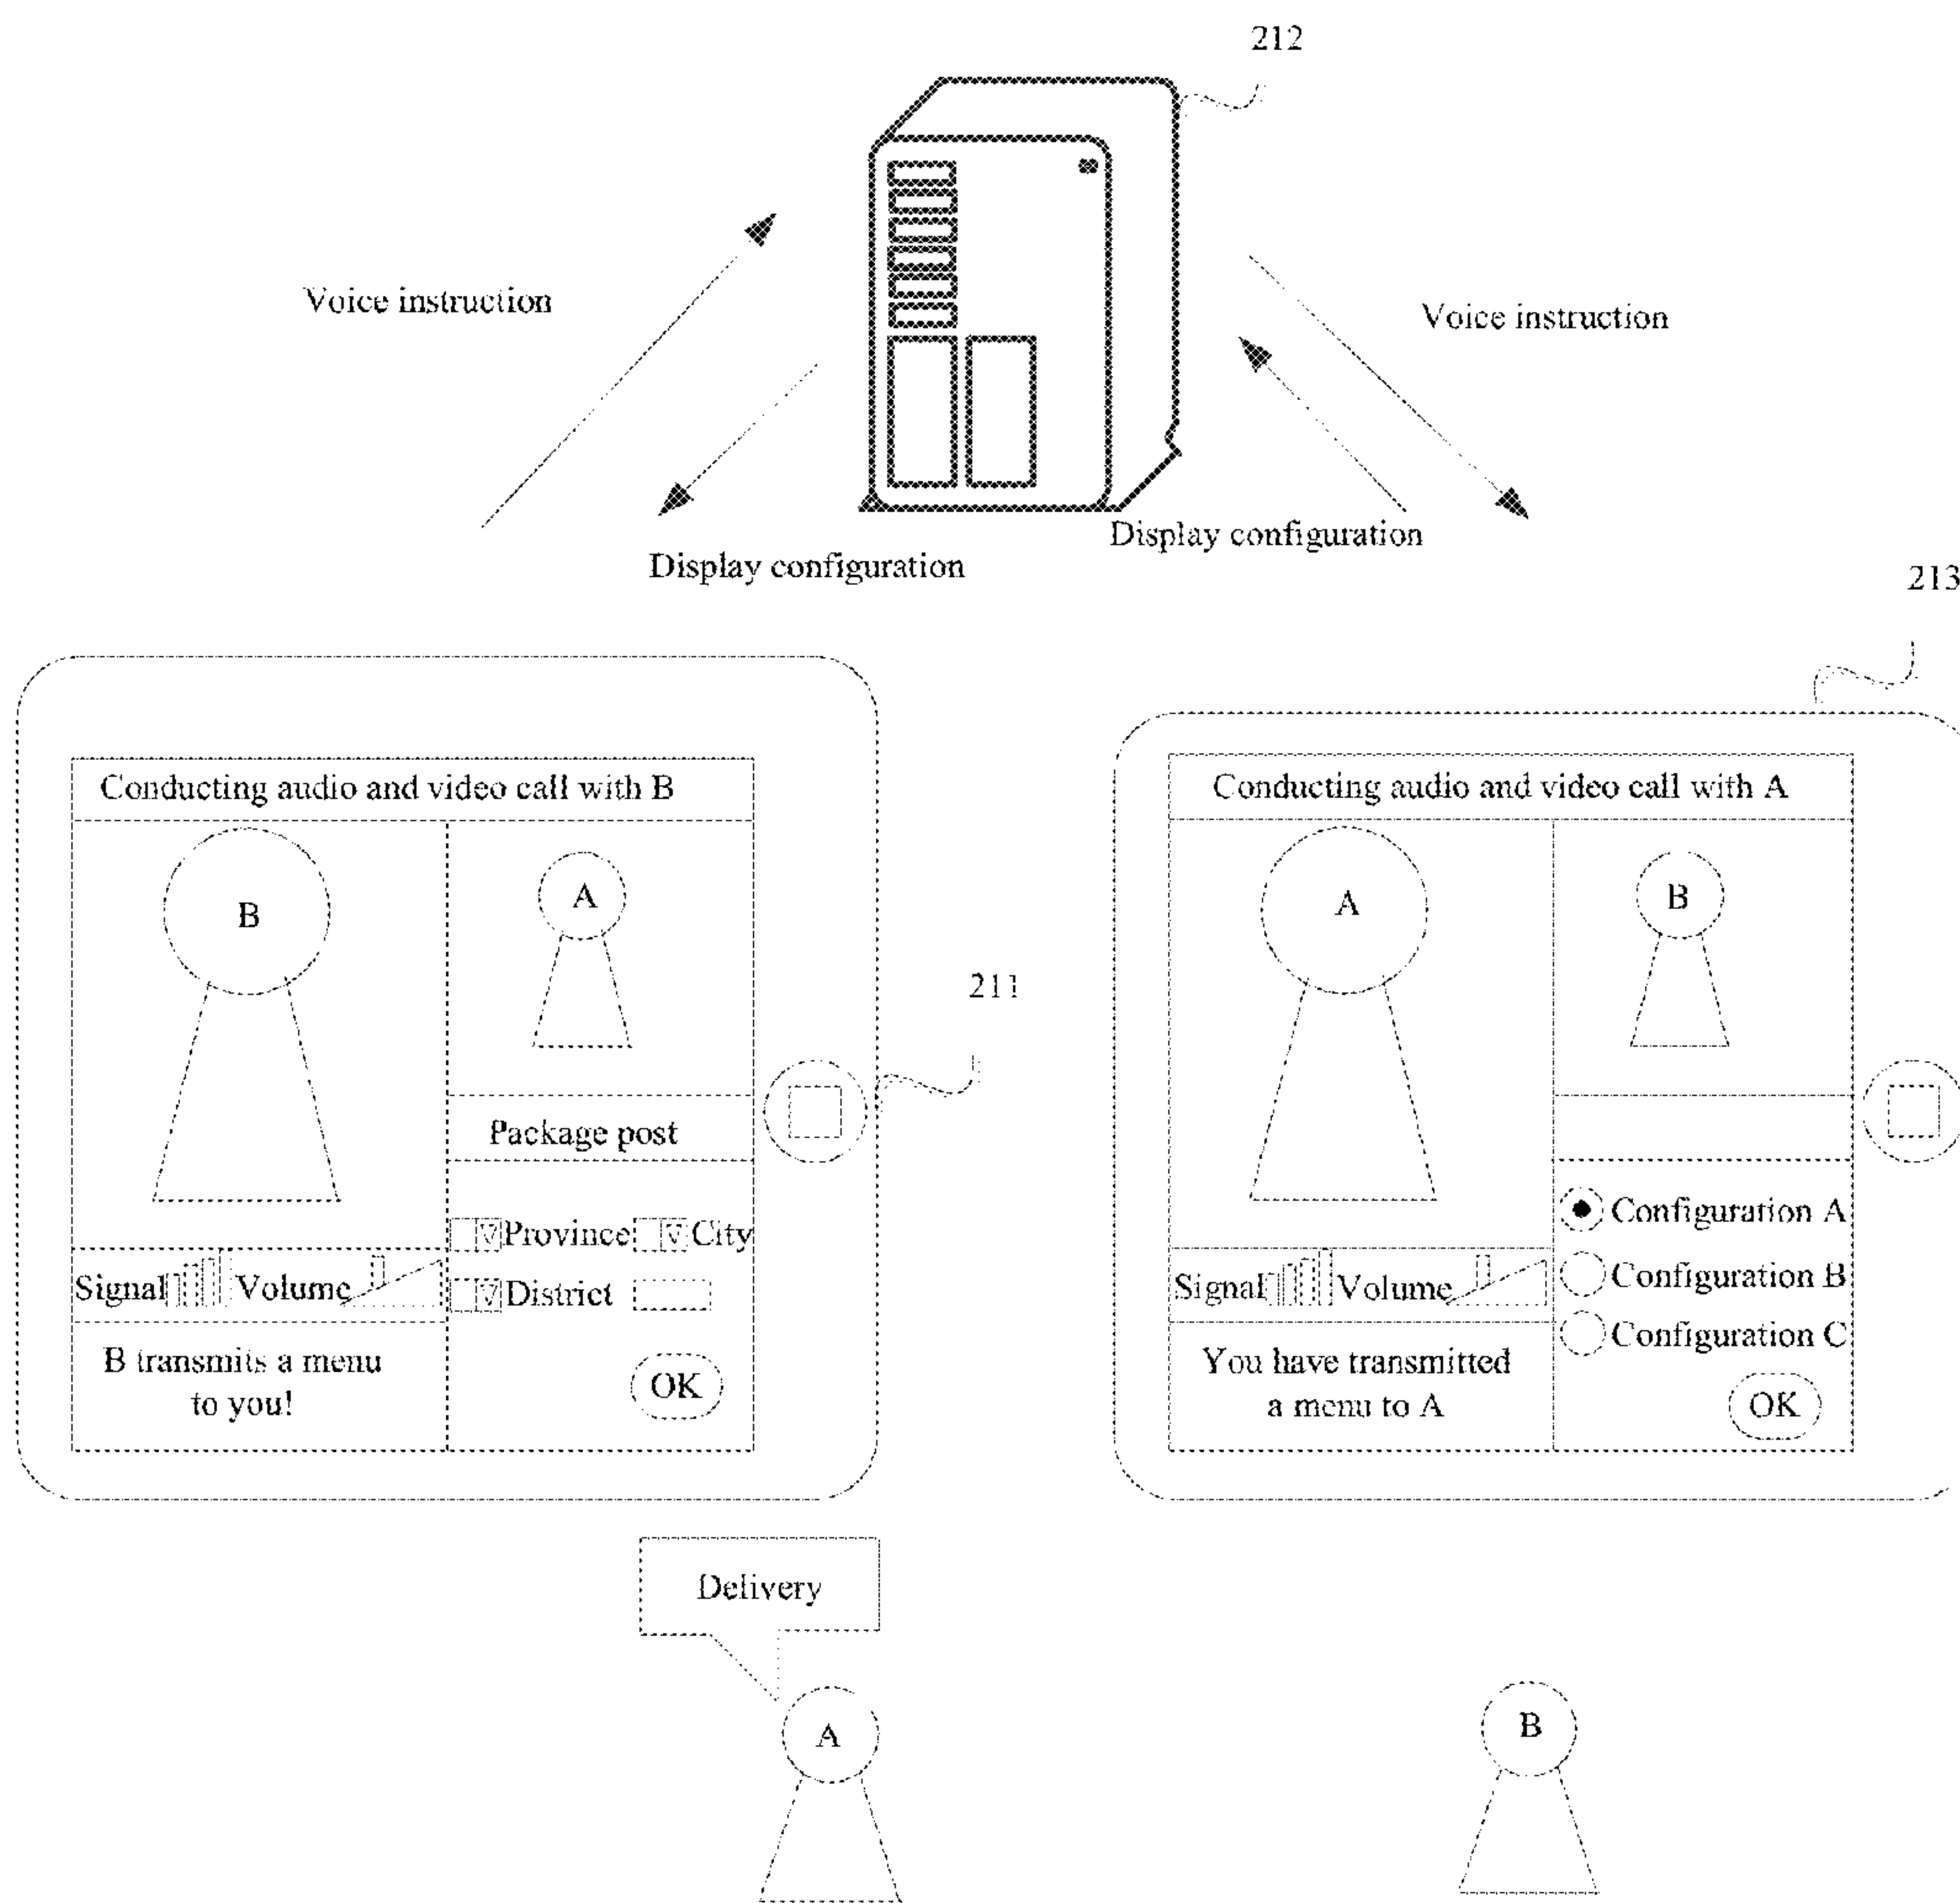 212
Voice instruction
Voice instruction
Display configuration
Display configuration
213
Conducting audio and video call with B
B
A
Package post
Province City
District
Signal Volume
B transmits a menu
to you!
OK
211
Conducting audio and video call with A
A
B
Configuration A
Configuration B
Configuration C
Signal Volume
You have transmitted
a menu to A
OK
Delivery
A
B